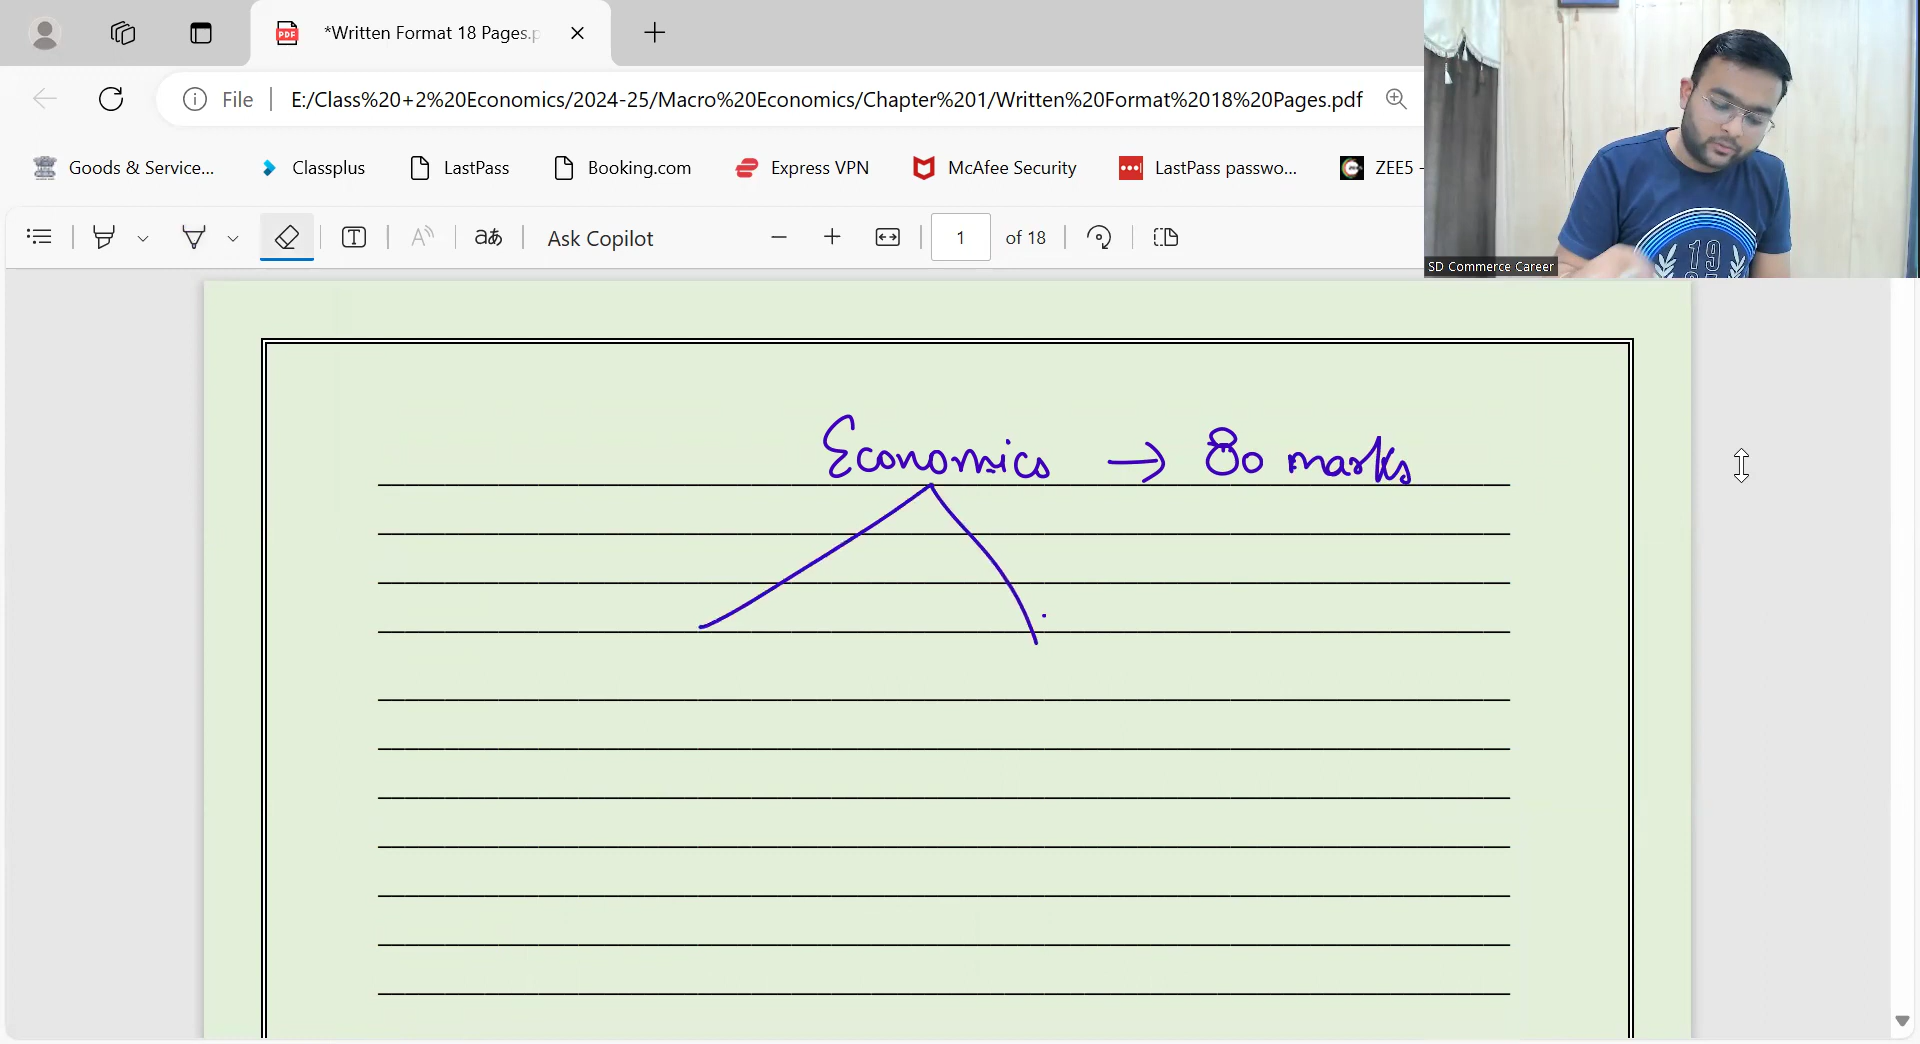 *Written Format 18 Pages.p
File
E:/Class%20+2%20Economics/2024-25/Macro%20Economics/Chapter%201/Written%20Format%2018%20Pages.pdf
Goods & Service...
Classplus
LastPass
Booking.com
Express VPN
McAfee Security
LastPass passwo...
ZEE5 -
Ask Copilot
1
of 18
SD Commerce Career
19
Economics → 80 marks